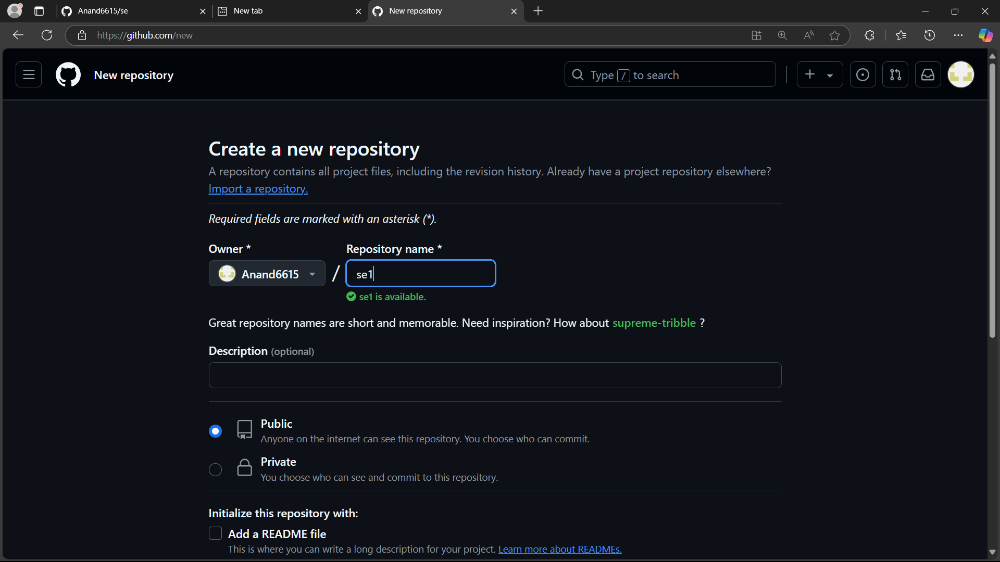 Anand6615/se
New tab
New repository
https://github.com/new
New repository
Type / to search
Create a new repository
A repository contains all project files, including the revision history. Already have a project repository elsewhere?
Import a repository.
Required fields are marked with an asterisk (*).
Owner * Repository name *
Anand6615 / se1
se1 is available.
Great repository names are short and memorable. Need inspiration? How about supreme-tribble ?
Description (optional)
Public
Anyone on the internet can see this repository. You choose who can commit.
Private
You choose who can see and commit to this repository.
Initialize this repository with:
Add a README file
This is where you can write a long description for your project. Learn more about READMEs.